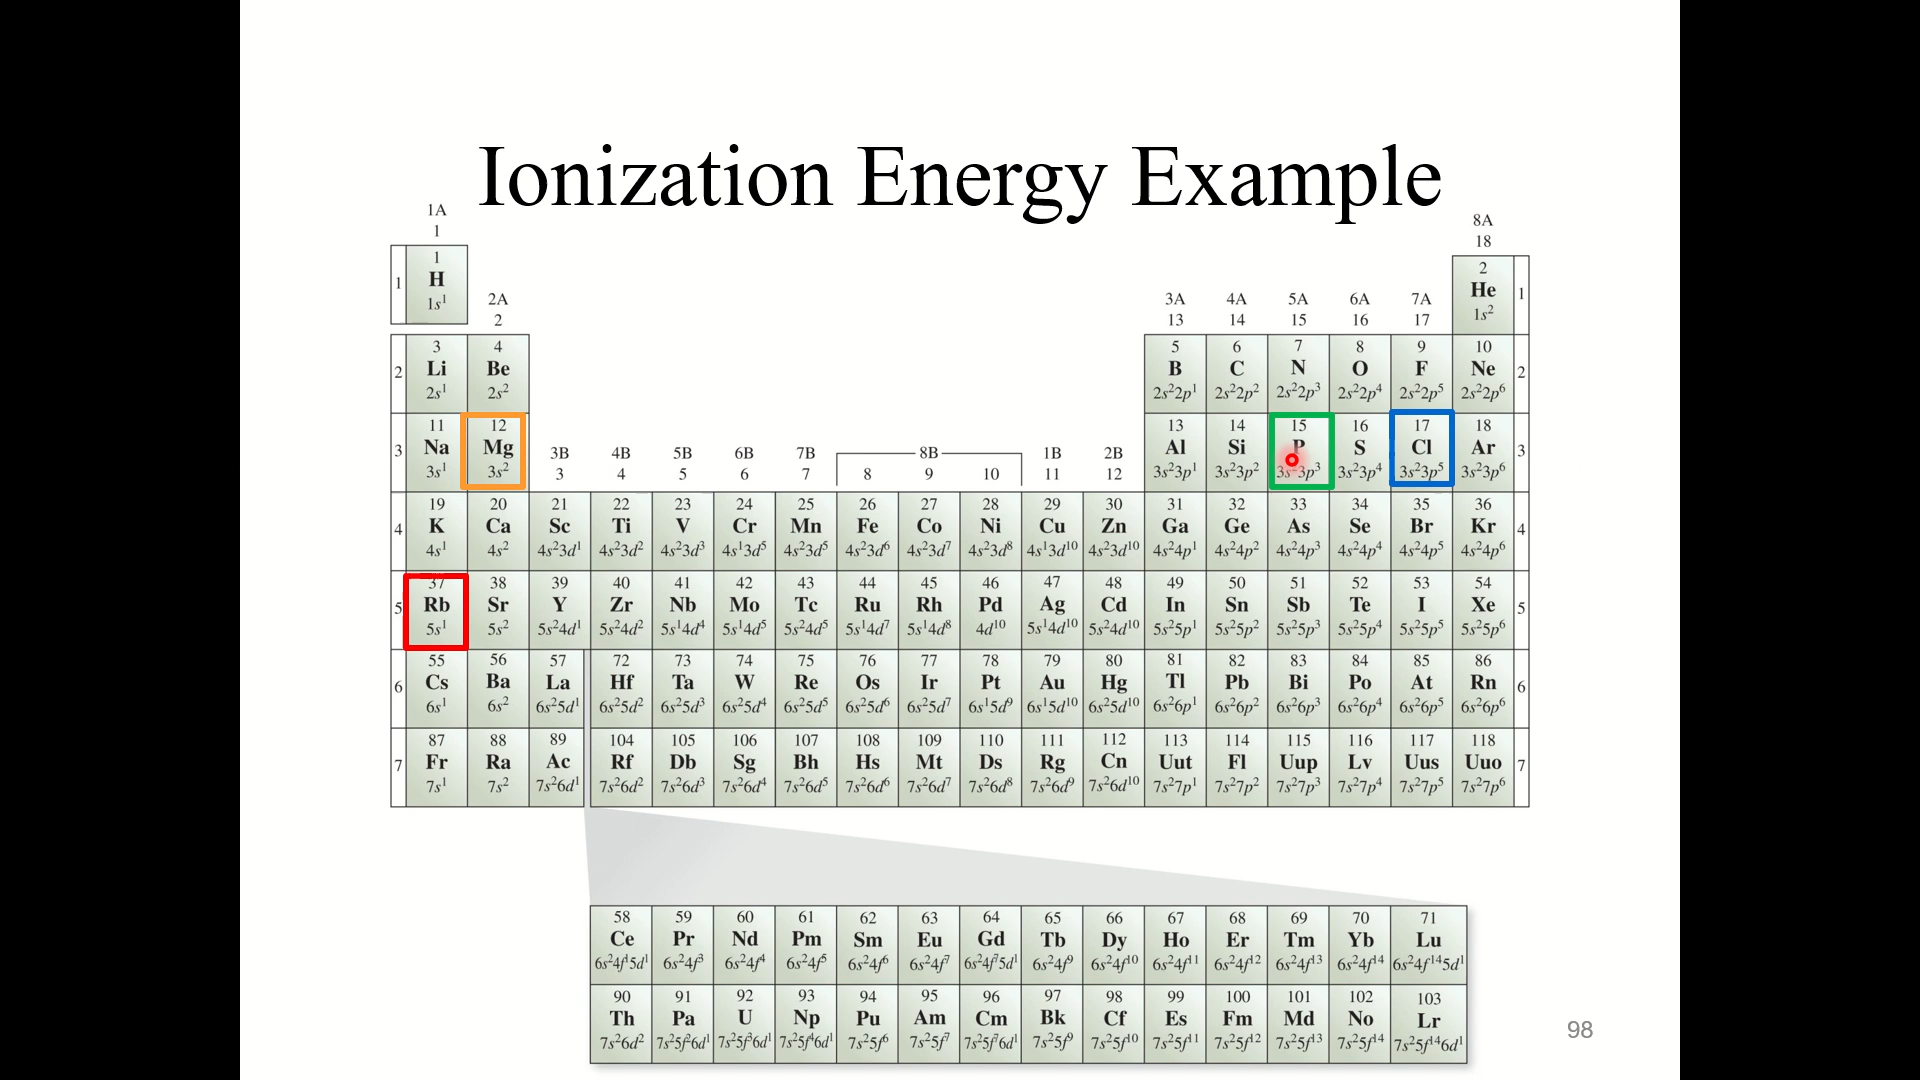 Ionization Energy Example
1A 8A
1 18
1 2
H He
1 1s¹ 1s² 1
2A 3A 4A 5A 6A 7A
2 13 14 15 16 17
3 4 5 6 7 8 9 10
2 Li Be B C N O F Ne 2
2s¹ 2s² 2s²2p¹ 2s²2p² 2s²2p³ 2s²2p⁴ 2s²2p⁵ 2s²2p⁶
11 12 13 14 15 16 17 18
3 Na Mg 3B 4B 5B 6B 7B 8B 1B 2B Al Si P S Cl Ar 3
3s¹ 3s² 3 4 5 6 7 8 9 10 11 12 3s²3p¹ 3s²3p² 3s²3p³ 3s²3p⁴ 3s²3p⁵ 3s²3p⁶
19 20 21 22 23 24 25 26 27 28 29 30 31 32 33 34 35 36
4 K Ca Sc Ti V Cr Mn Fe Co Ni Cu Zn Ga Ge As Se Br Kr 4
4s¹ 4s² 4s²3d¹ 4s²3d² 4s²3d³ 4s¹3d⁵ 4s²3d⁵ 4s²3d⁶ 4s²3d⁷ 4s²3d⁸ 4s¹3d¹⁰ 4s²3d¹⁰ 4s²4p¹ 4s²4p² 4s²4p³ 4s²4p⁴ 4s²4p⁵ 4s²4p⁶
37 38 39 40 41 42 43 44 45 46 47 48 49 50 51 52 53 54
5 Rb Sr Y Zr Nb Mo Tc Ru Rh Pd Ag Cd In Sn Sb Te I Xe 5
5s¹ 5s² 5s²4d¹ 5s²4d² 5s¹4d⁴ 5s¹4d⁵ 5s²4d⁵ 5s¹4d⁷ 5s¹4d⁸ 4d¹⁰ 5s¹4d¹⁰ 5s²4d¹⁰ 5s²5p¹ 5s²5p² 5s²5p³ 5s²5p⁴ 5s²5p⁵ 5s²5p⁶
55 56 57 72 73 74 75 76 77 78 79 80 81 82 83 84 85 86
6 Cs Ba La Hf Ta W Re Os Ir Pt Au Hg Tl Pb Bi Po At Rn 6
6s¹ 6s² 6s²5d¹ 6s²5d² 6s²5d³ 6s²5d⁴ 6s²5d⁵ 6s²5d⁶ 6s²5d⁷ 6s¹5d⁹ 6s¹5d¹⁰ 6s²5d¹⁰ 6s²6p¹ 6s²6p² 6s²6p³ 6s²6p⁴ 6s²6p⁵ 6s²6p⁶
87 88 89 104 105 106 107 108 109 110 111 112 113 114 115 116 117 118
7 Fr Ra Ac Rf Db Sg Bh Hs Mt Ds Rg Cn Uut Fl Uup Lv Uus Uuo 7
7s¹ 7s² 7s²6d¹ 7s²6d² 7s²6d³ 7s²6d⁴ 7s²6d⁵ 7s²6d⁶ 7s²6d⁷ 7s²6d⁸ 7s²6d⁹ 7s²6d¹⁰ 7s²7p¹ 7s²7p² 7s²7p³ 7s²7p⁴ 7s²7p⁵ 7s²7p⁶
58 59 60 61 62 63 64 65 66 67 68 69 70 71
Ce Pr Nd Pm Sm Eu Gd Tb Dy Ho Er Tm Yb Lu
6s²4f¹5d¹ 6s²4f³ 6s²4f⁴ 6s²4f⁵ 6s²4f⁶ 6s²4f⁷ 6s²4f⁷5d¹ 6s²4f⁹ 6s²4f¹⁰ 6s²4f¹¹ 6s²4f¹² 6s²4f¹³ 6s²4f¹⁴ 6s²4f¹⁴5d¹
90 91 92 93 94 95 96 97 98 99 100 101 102 103
Th Pa U Np Pu Am Cm Bk Cf Es Fm Md No Lr
7s²6d² 7s²5f²6d¹ 7s²5f³6d¹ 7s²5f⁴6d¹ 7s²5f⁶ 7s²5f⁷ 7s²5f⁷6d¹ 7s²5f⁹ 7s²5f¹⁰ 7s²5f¹¹ 7s²5f¹² 7s²5f¹³ 7s²5f¹⁴ 7s²5f¹⁴6d¹
98